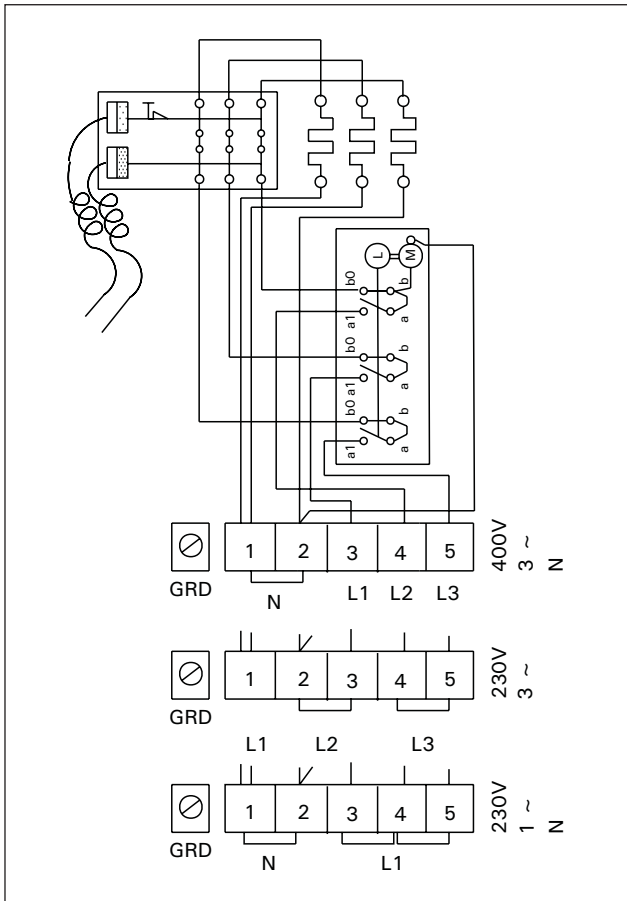 L M
b0 b
a1 a
b0 b
a1 a
b0 b
a1 a
1 2 3 4 5
GRD N L1 L2 L3
400V
3 ~
N
1 2 3 4 5
GRD
L1 L2 L3
230V
3 ~
1 2 3 4 5
GRD N L1
230V
1 ~
N